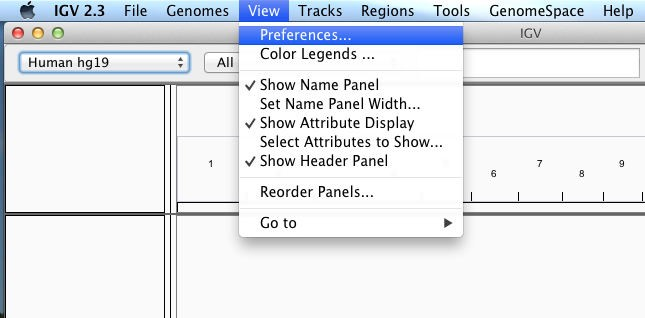 IGV 2.3 File Genomes View Tracks Regions Tools GenomeSpace Help
Preferences...
IGV
Color Legends ...
Human hg19
All
Show Name Panel
Set Name Panel Width...
Show Attribute Display
Select Attributes to Show...
Show Header Panel
1 6 7 8 9
Reorder Panels...
Go to